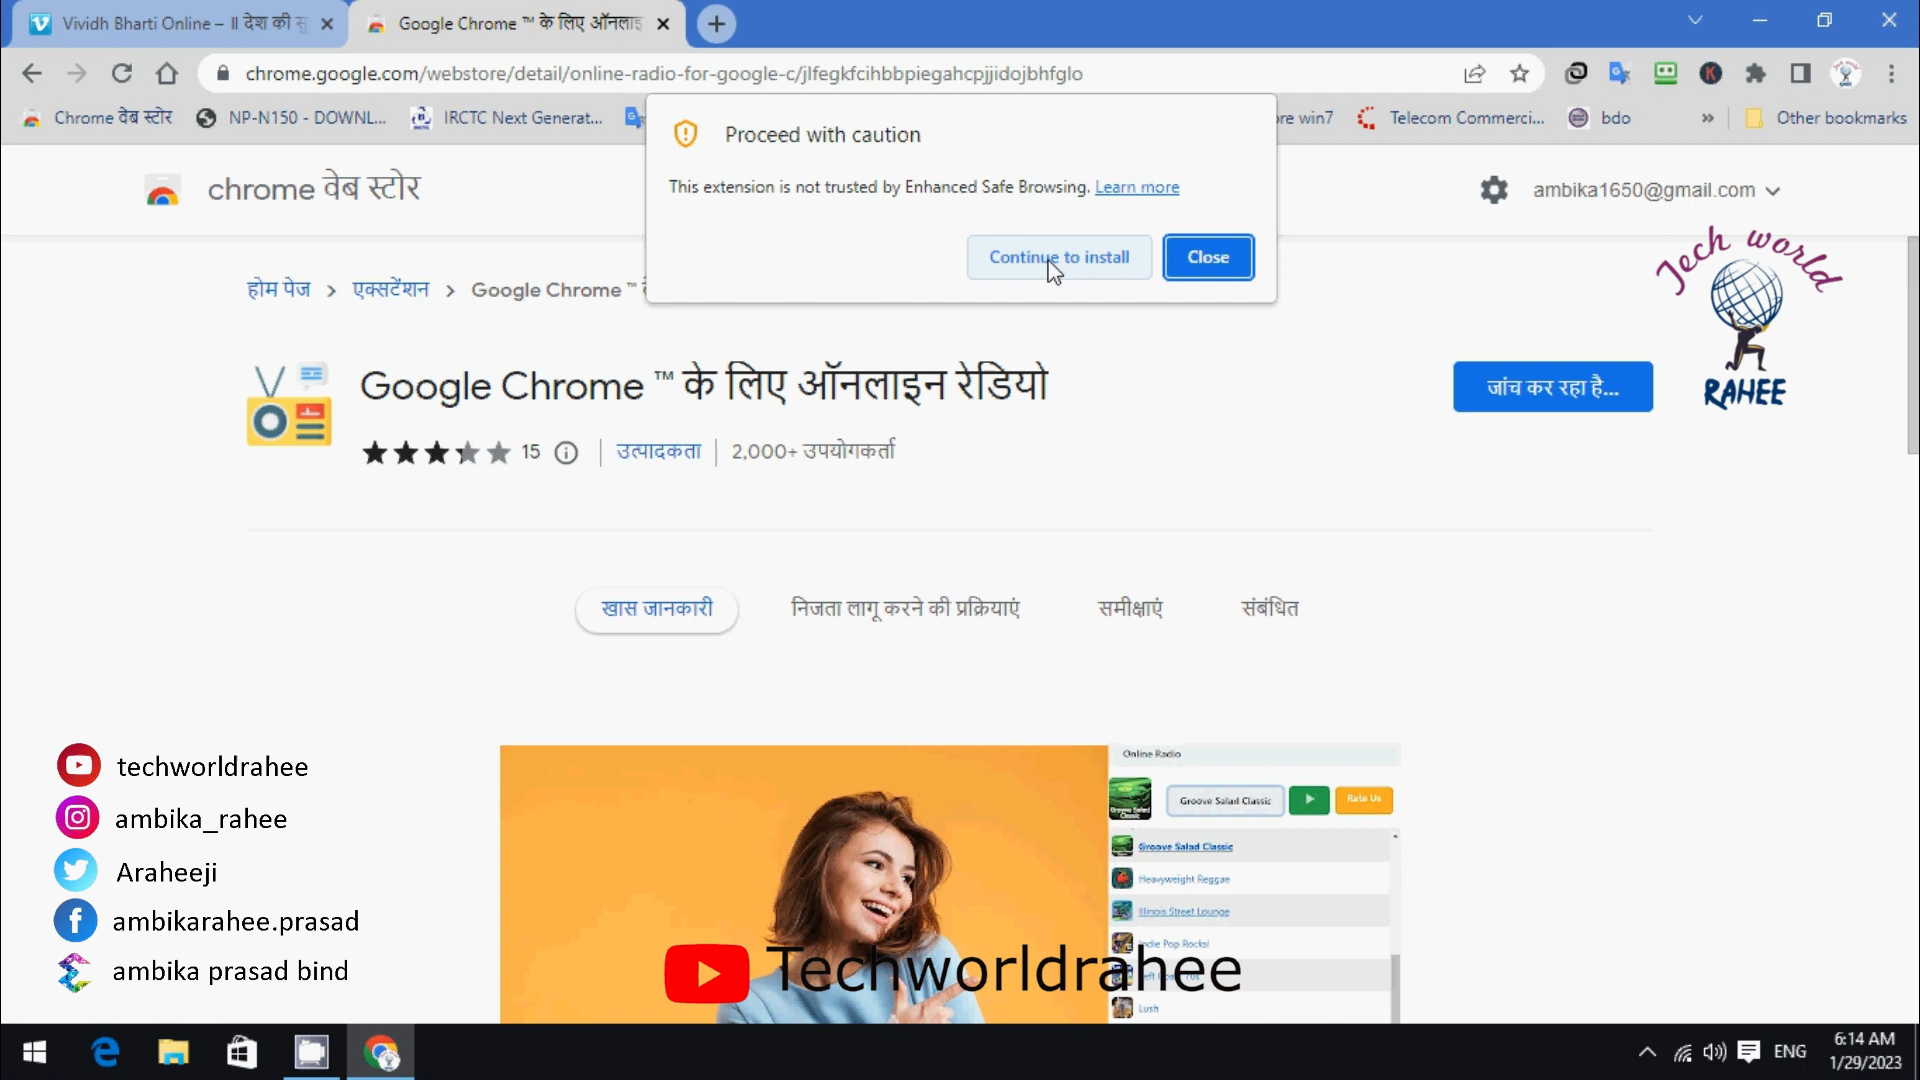 Vividh Bharti Online – ॥ देश की सु
Google Chrome ™ के लिए ऑनलाइ
chrome.google.com/webstore/detail/online-radio-for-google-c/jlfegkfcihbbpiegahcpjjidojbhfglo
Chrome वेब स्टोर
NP-N150 - DOWNL...
IRCTC Next Generat...
ore win7
Telecom Commerci...
bdo
»
Other bookmarks
Proceed with caution
This extension is not trusted by Enhanced Safe Browsing. Learn more
Continue to install
Close
chrome वेब स्टोर
ambika1650@gmail.com
Tech world
RAHEE
होम पेज > एक्सटेंशन > Google Chrome ™
Google Chrome ™ के लिए ऑनलाइन रेडियो
जांच कर रहा है...
15
उत्पादकता
2,000+ उपयोगकर्ता
खास जानकारी
निजता लागू करने की प्रक्रियाएं
समीक्षाएं
संबंधित
techworldrahee
ambika_rahee
Araheeji
ambikarahee.prasad
ambika prasad bind
Online Radio
Groove Salad Classic
Rate Us
Groove Salad Classic
Heavyweight Reggae
Illinois Street Lounge
Indie Pop Rocks!
Lush
Techworldrahee
ENG
6:14 AM
1/29/2023